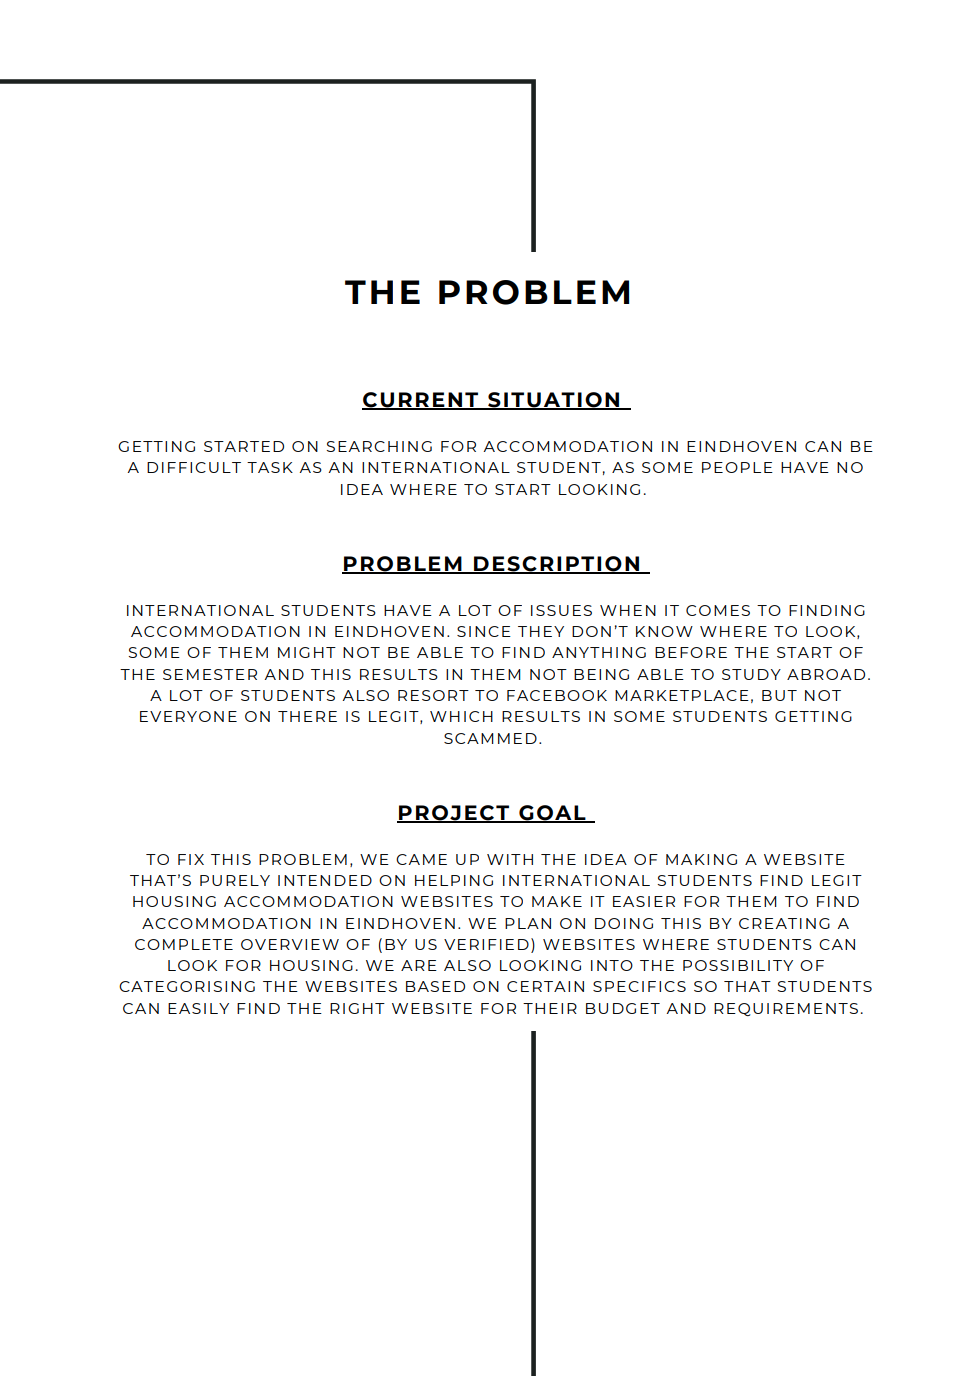 THE PROBLEM
CURRENT SITUATION
GETTING STARTED ON SEARCHING FOR ACCOMMODATION IN EINDHOVEN CAN BE
A DIFFICULT TASK AS AN INTERNATIONAL STUDENT, AS SOME PEOPLE HAVE NO
IDEA WHERE TO START LOOKING.
PROBLEM DESCRIPTION
INTERNATIONAL STUDENTS HAVE A LOT OF ISSUES WHEN IT COMES TO FINDING
ACCOMMODATION IN EINDHOVEN. SINCE THEY DON'T KNOW WHERE TO LOOK,
SOME OF THEM MIGHT NOT BE ABLE TO FIND ANYTHING BEFORE THE START OF
THE SEMESTER AND THIS RESULTS IN THEM NOT BEING ABLE TO STUDY ABROAD.
A LOT OF STUDENTS ALSO RESORT TO FACEBOOK MARKETPLACE, BUT NOT
EVERYONE ON THERE IS LEGIT, WHICH RESULTS IN SOME STUDENTS GETTING
SCAMMED.
PROJECT GOAL
TO FIX THIS PROBLEM, WE CAME UP WITH THE IDEA OF MAKING A WEBSITE
THAT'S PURELY INTENDED ON HELPING INTERNATIONAL STUDENTS FIND LEGIT
HOUSING ACCOMMODATION WEBSITES TO MAKE IT EASIER FOR THEM TO FIND
ACCOMMODATION IN EINDHOVEN. WE PLAN ON DOING THIS BY CREATING A
COMPLETE OVERVIEW OF (BY US VERIFIED) WEBSITES WHERE STUDENTS CAN
LOOK FOR HOUSING. WE ARE ALSO LOOKING INTO THE POSSIBILITY OF
CATEGORISING THE WEBSITES BASED ON CERTAIN SPECIFICS SO THAT STUDENTS
CAN EASILY FIND THE RIGHT WEBSITE FOR THEIR BUDGET AND REQUIREMENTS.